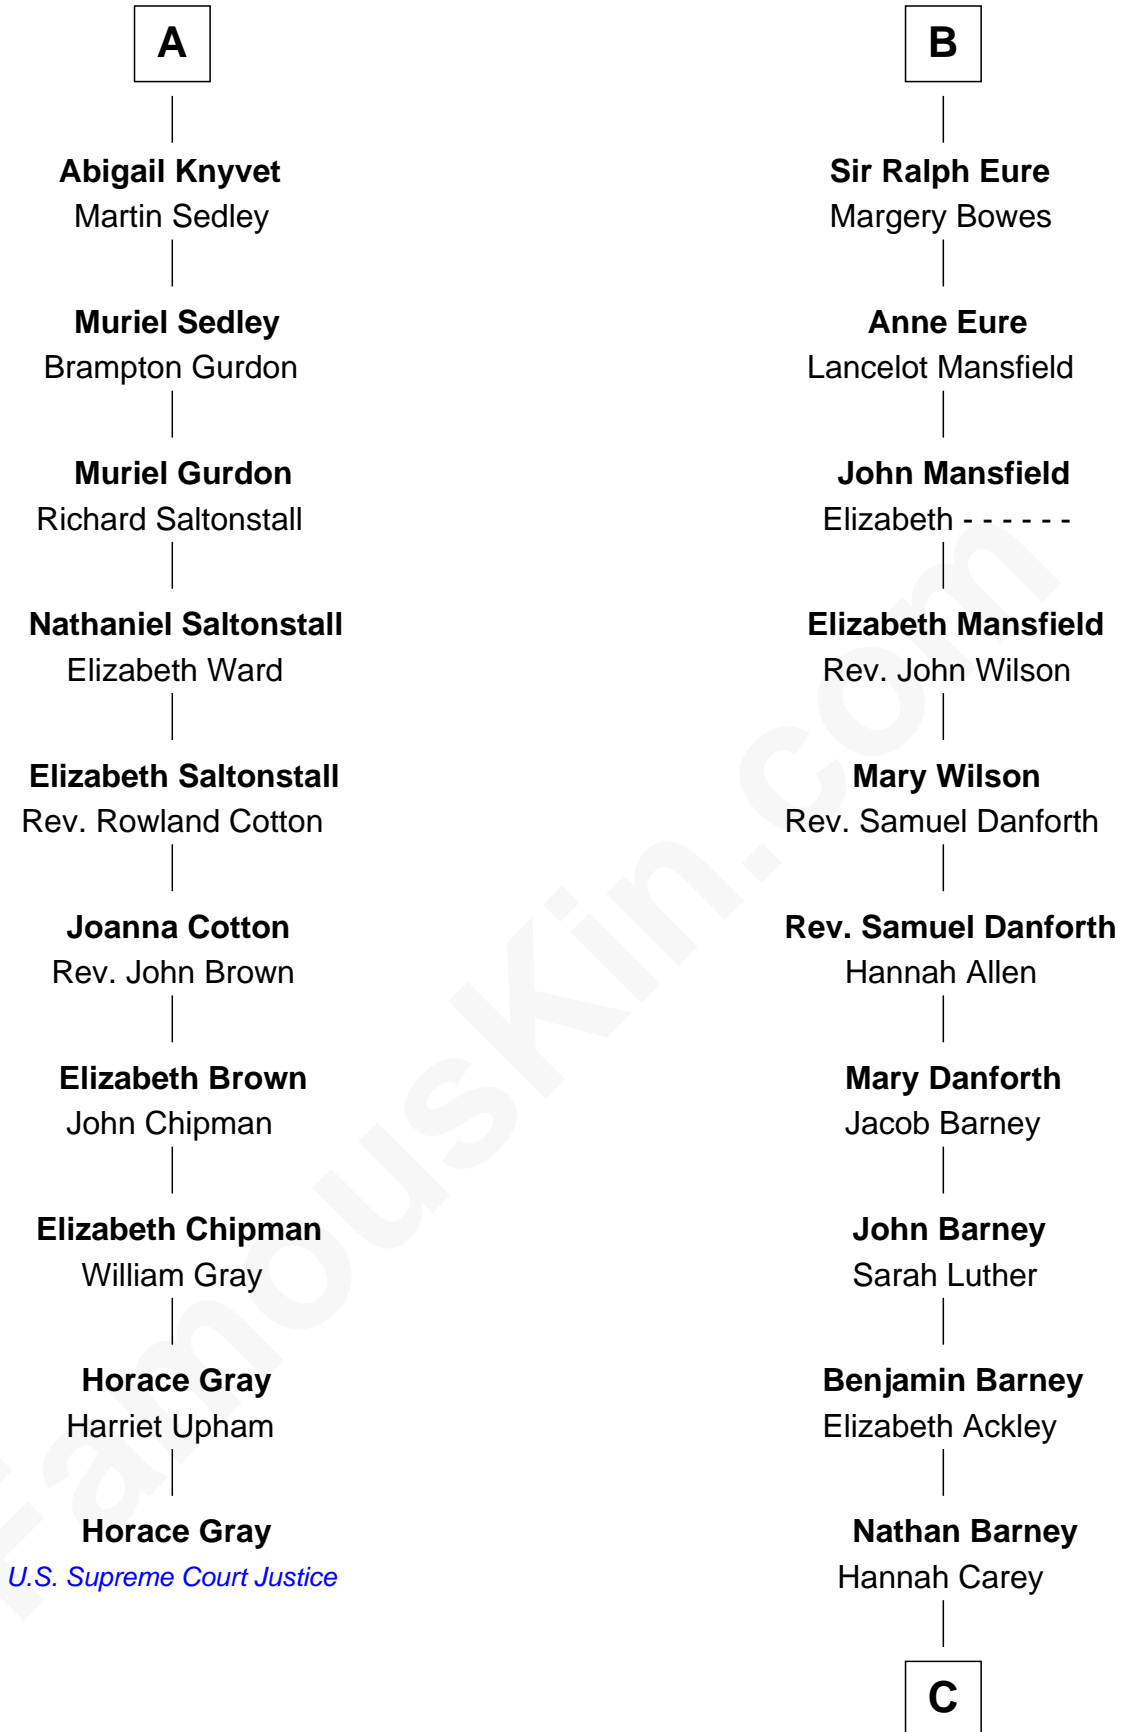 A
Abigail Knyvet
Martin Sedley
Muriel Sedley
Brampton Gurdon
Muriel Gurdon
Richard Saltonstall
Nathaniel Saltonstall
Elizabeth Ward
Elizabeth Saltonstall
Rev. Rowland Cotton
Joanna Cotton
Rev. John Brown
Elizabeth Brown
John Chipman
Elizabeth Chipman
William Gray
Horace Gray
Harriet Upham
Horace Gray
U.S. Supreme Court Justice
B
Sir Ralph Eure
Margery Bowes
Anne Eure
Lancelot Mansfield
John Mansfield
Elizabeth - - - - - -
Elizabeth Mansfield
Rev. John Wilson
Mary Wilson
Rev. Samuel Danforth
Rev. Samuel Danforth
Hannah Allen
Mary Danforth
Jacob Barney
John Barney
Sarah Luther
Benjamin Barney
Elizabeth Ackley
Nathan Barney
Hannah Carey
C
FamousKin.com